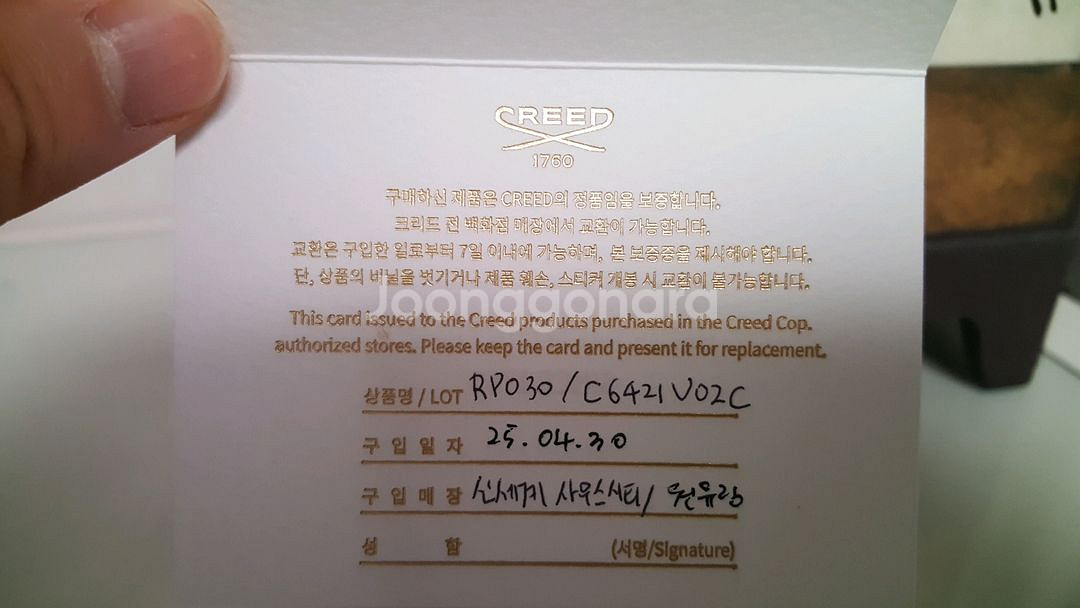 CREED
1760
구매하신 제품은 CREED의 정품임을 보증합니다.
크리드 전 백화점 매장에서 교환이 가능합니다.
교환은 구입한 일로부터 7일 이내에 가능하며, 본 보증증을 제시해야 합니다.
단, 상품의 비닐을 벗기거나 제품 훼손, 스티커 개봉 시 교환이 불가능합니다.
Joonggonara
This card issued to the Creed products purchased in the Creed Cop.
authorized stores. Please keep the card and present it for replacement.
상품명 / LOT RP030 / C6421V02C
구입일자 25.04.30
구입매장 신세계 사우스시티 / 원유랑
성함 (서명/Signature)